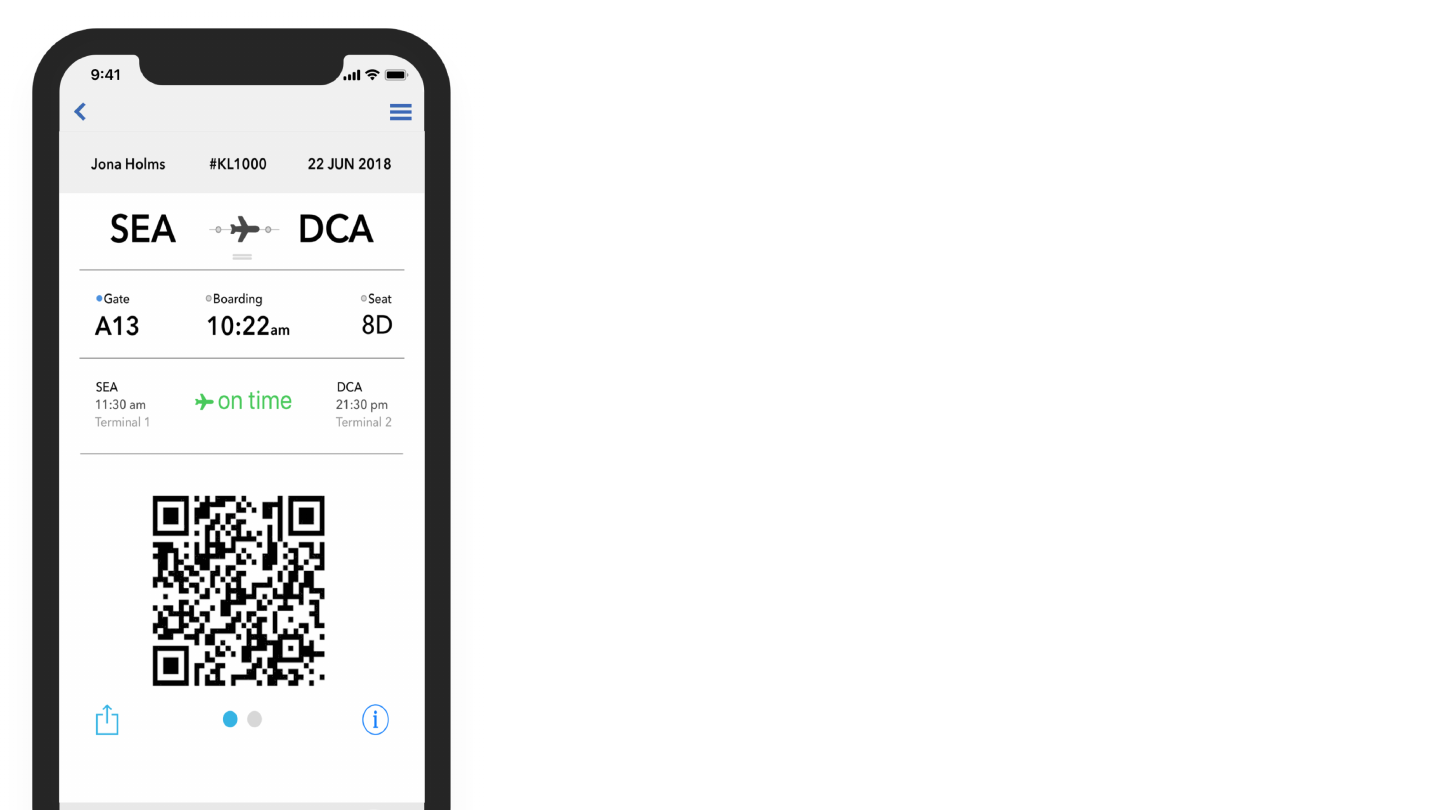 9:41
Jona Holms #KL1000 22 JUN 2018
SEA DCA
Gate Boarding Seat
A13 10:22am 8D
SEA DCA
11:30 am on time 21:30 pm
Terminal 1 Terminal 2
i